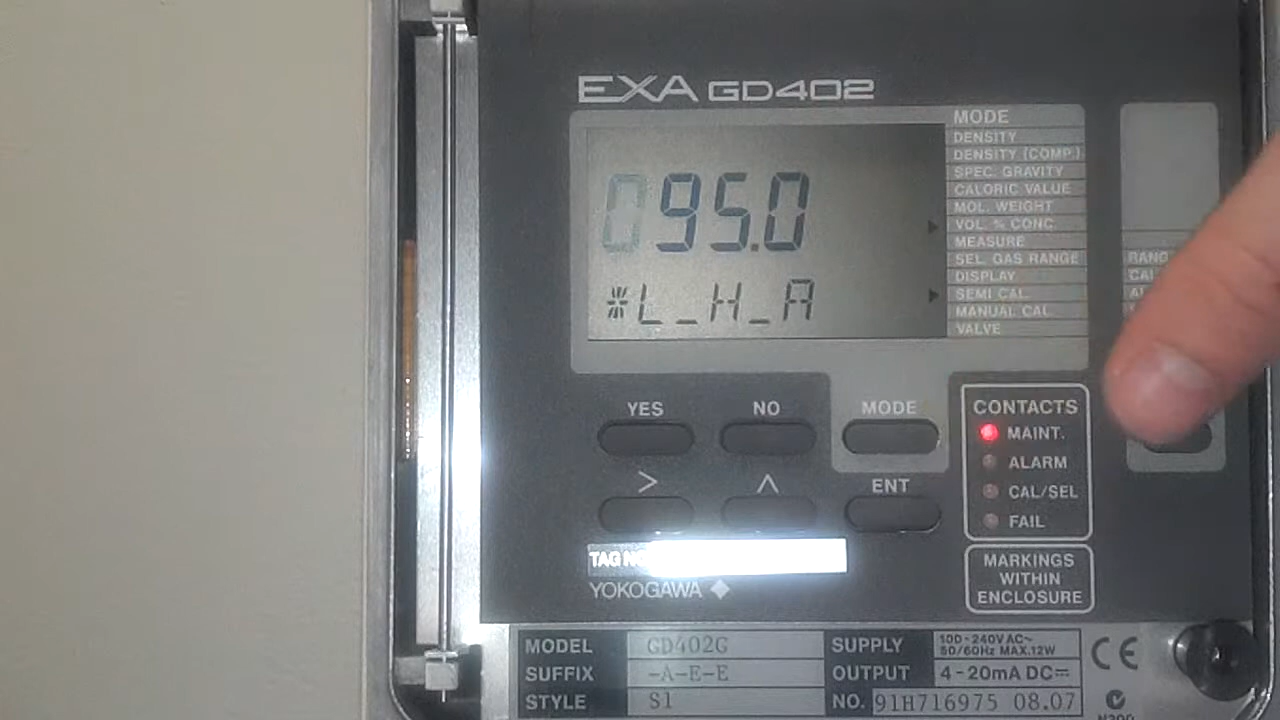 EXA GD402
MODE
DENSITY
DENSITY (COMP.)
SPEC. GRAVITY
CALORIC VALUE
MOL. WEIGHT
VOL. % CONC.
MEASURE
SEL. GAS RANGE
DISPLAY
SEMI CAL.
MANUAL CAL.
VALVE
095.0
*L_H_A
YES NO MODE
> ∧ ENT
CONTACTS
MAINT.
ALARM
CAL/SEL
FAIL
TAG
YOKOGAWA
MARKINGS
WITHIN
ENCLOSURE
MODEL GD402G SUPPLY 100-240V AC~
50/60Hz MAX.12W
SUFFIX -A-E-E OUTPUT 4-20mA DC
STYLE S1 NO. 91H716975 08.07
CE